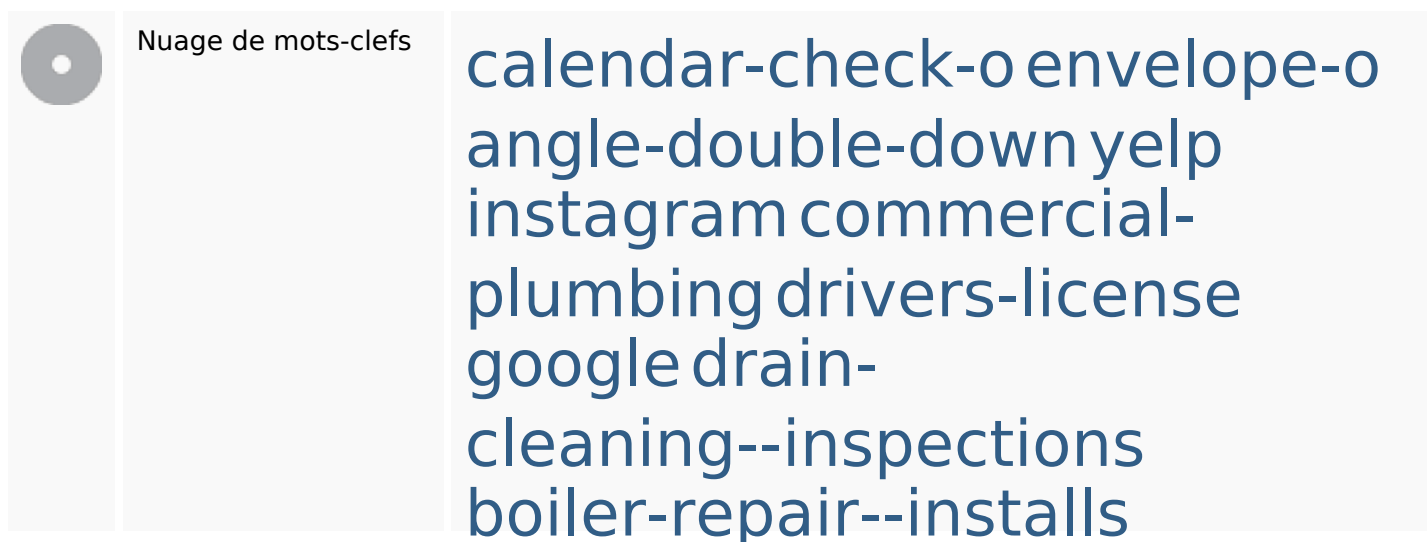 Nuage de mots-clefs
calendar-check-o envelope-o
angle-double-down yelp
instagram commercial-
plumbing drivers-license
google drain-
cleaning--inspections
boiler-repair--installs